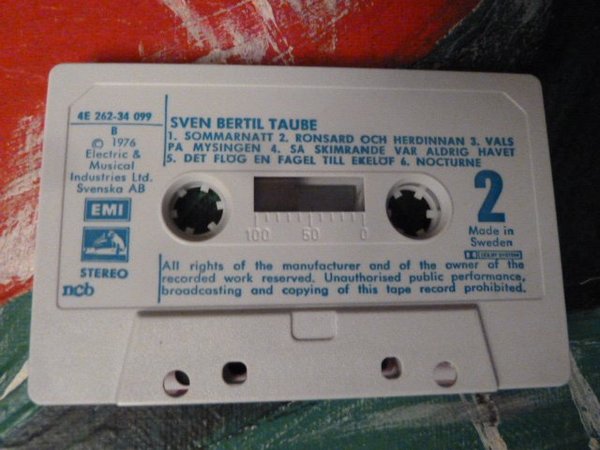 4E 262-34 099
B
© 1976
Electric &
Musical
Industries Ltd.
Svenska AB
EMI
STEREO
ncb
SVEN BERTIL TAUBE
1. SOMMARNATT 2. RONSARD OCH HERDINNAN 3. VALS
PÅ MYSINGEN 4. SÅ SKIMRANDE VAR ALDRIG HAVET
5. DET FLÖG EN FÅGEL TILL EKELÖF 6. NOCTURNE
100 50 0
2
Made in
Sweden
DOLBY SYSTEM
All rights of the manufacturer and of the owner of the
recorded work reserved. Unauthorised public performance,
broadcasting and copying of this tape record prohibited.